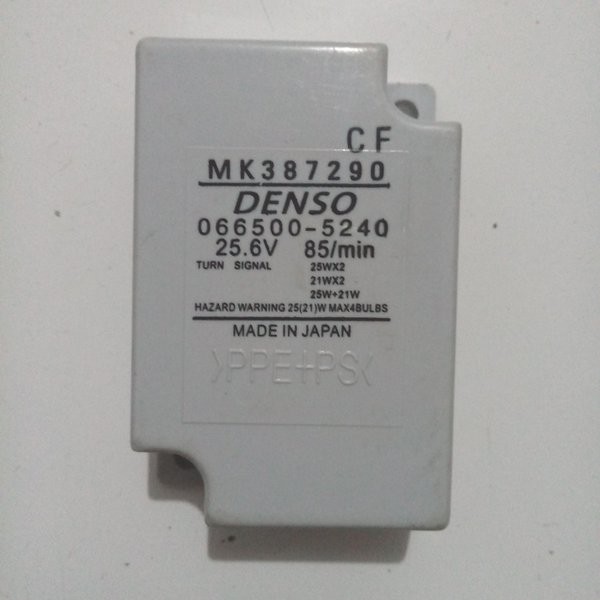 CF
MK387290
DENSO
066500-5240
25.6V 85/min
TURN SIGNAL 25WX2
21WX2
25W+21W
HAZARD WARNING 25(21)W MAX4BULBS
MADE IN JAPAN
>PPE+PS<